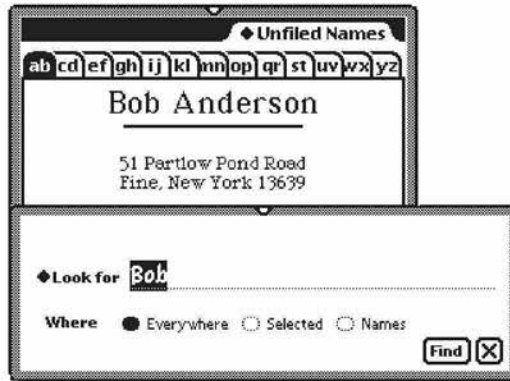 ◆Unfiled Names
ab cd ef gh ij kl mn op qr st uv wx yz
Bob Anderson
51 Partlow Pond Road
Fine, New York 13639
◆Look for Bob
Where Everywhere Selected Names
Find X